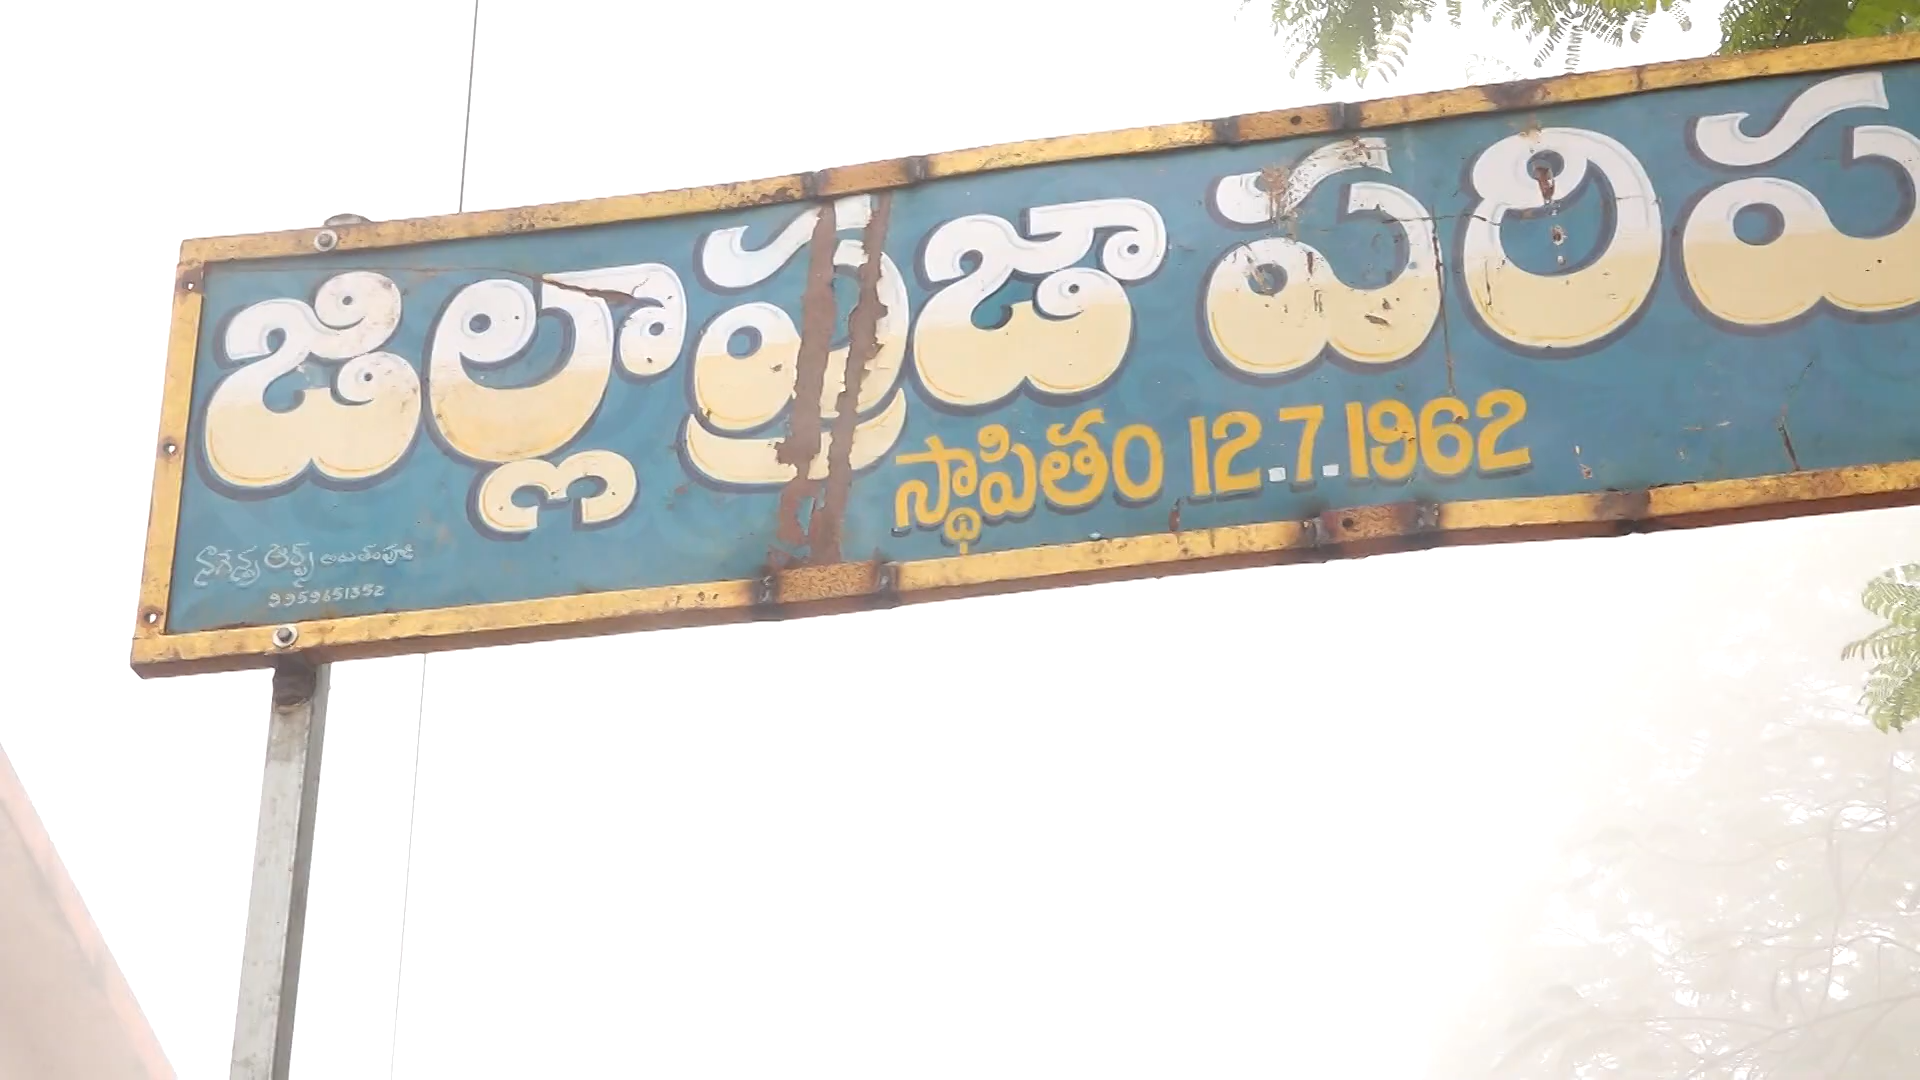 జిల్లా ప్రజా పరిప
స్థాపితం 12.7.1962
నాగేన్ద్ర ఆర్ట్స్
9959651352